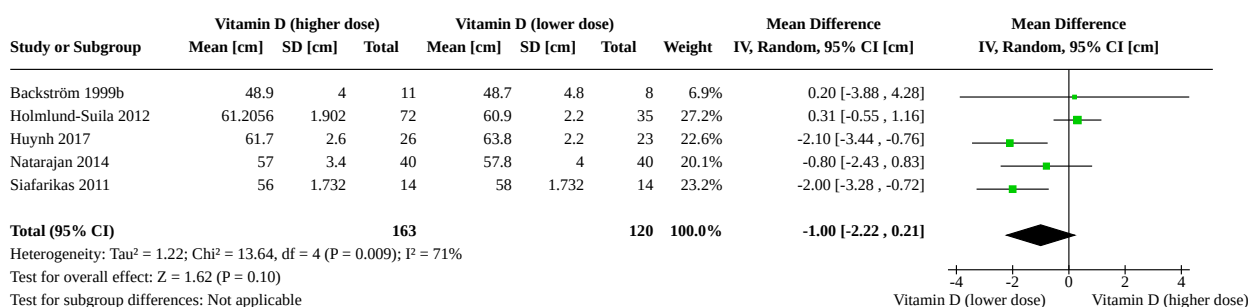 Vitamin D (higher dose) Vitamin D (lower dose) Mean Difference Mean Difference
Study or Subgroup Mean [cm] SD [cm] Total Mean [cm] SD [cm] Total Weight IV, Random, 95% CI [cm] IV, Random, 95% CI [cm]
Backström 1999b 48.9 4 11 48.7 4.8 8 6.9% 0.20 [-3.88 , 4.28]
Holmlund-Suila 2012 61.2056 1.902 72 60.9 2.2 35 27.2% 0.31 [-0.55 , 1.16]
Huynh 2017 61.7 2.6 26 63.8 2.2 23 22.6% -2.10 [-3.44 , -0.76]
Natarajan 2014 57 3.4 40 57.8 4 40 20.1% -0.80 [-2.43 , 0.83]
Siafarikas 2011 56 1.732 14 58 1.732 14 23.2% -2.00 [-3.28 , -0.72]
Total (95% CI) 163 120 100.0% -1.00 [-2.22 , 0.21]
Heterogeneity: Tau² = 1.22; Chi² = 13.64, df = 4 (P = 0.009); I² = 71%
Test for overall effect: Z = 1.62 (P = 0.10) -4 -2 0 2 4
Test for subgroup differences: Not applicable Vitamin D (lower dose) Vitamin D (higher dose)